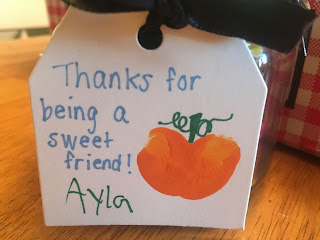 Thanks for
being a
sweet
friend!
Ayla